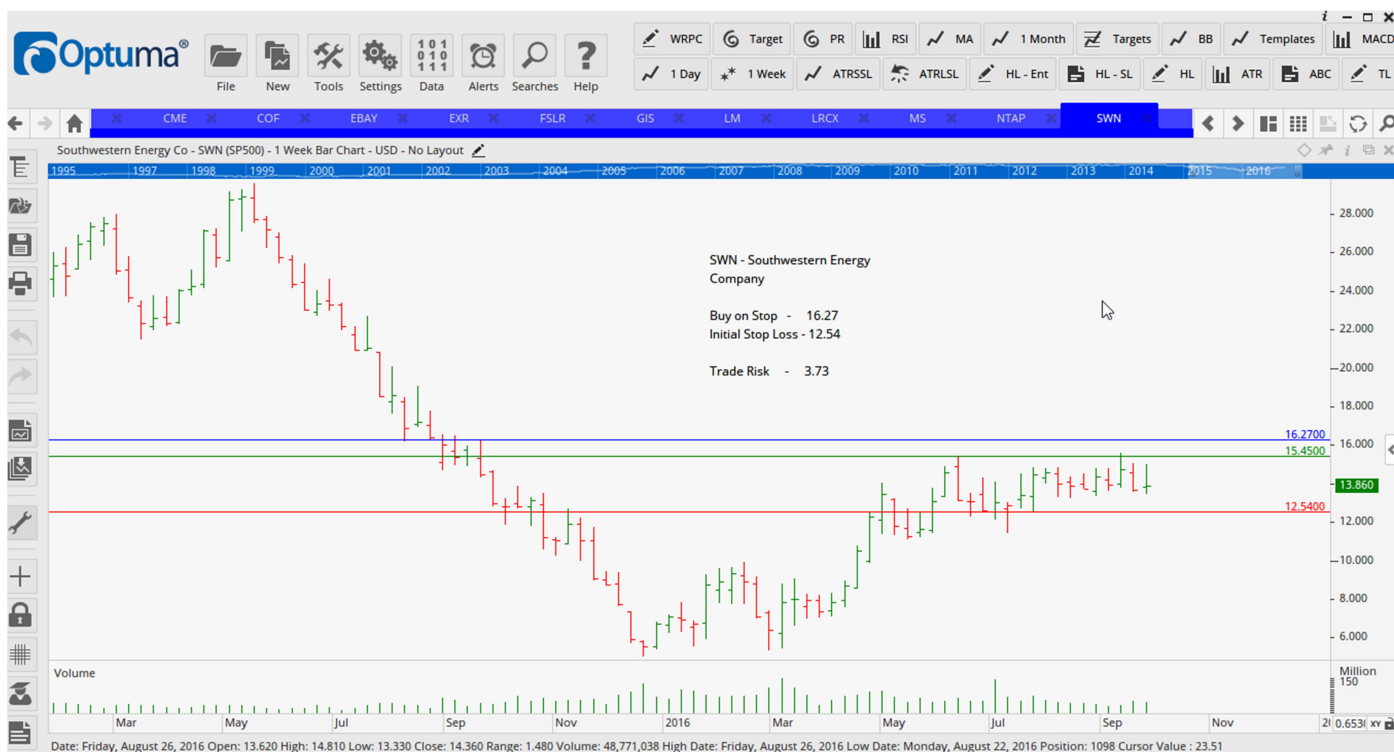 Optuma®
File New Tools Settings Data Alerts Searches Help
WRPC Target PR RSI MA 1 Month Targets BB Templates MACD
1 Day 1 Week ATRSSL ATRLSL HL - Ent HL - SL HL ATR ABC TL
CME COF EBAY EXR FSLR GIS LM LRCX MS NTAP SWN
Southwestern Energy Co - SWN (SP500) - 1 Week Bar Chart - USD - No Layout
1995 1997 1998 1999 2000 2001 2002 2003 2004 2005 2006 2007 2008 2009 2010 2011 2012 2013 2014 2015 2016
28.000
26.000
SWN - Southwestern Energy
Company
24.000
Buy on Stop - 16.27
Initial Stop Loss - 12.54
22.000
Trade Risk - 3.73
20.000
18.000
16.2700
16.000
15.4500
13.860
12.5400
12.000
10.000
8.000
6.000
Volume
Million
150
Mar May Jul Sep Nov 2016 Mar May Jul Sep Nov
XY
Date: Friday, August 26, 2016 Open: 13.620 High: 14.810 Low: 13.330 Close: 14.360 Range: 1.480 Volume: 48,771,038 High Date: Friday, August 26, 2016 Low Date: Monday, August 22, 2016 Position: 1098 Cursor Value : 23.51